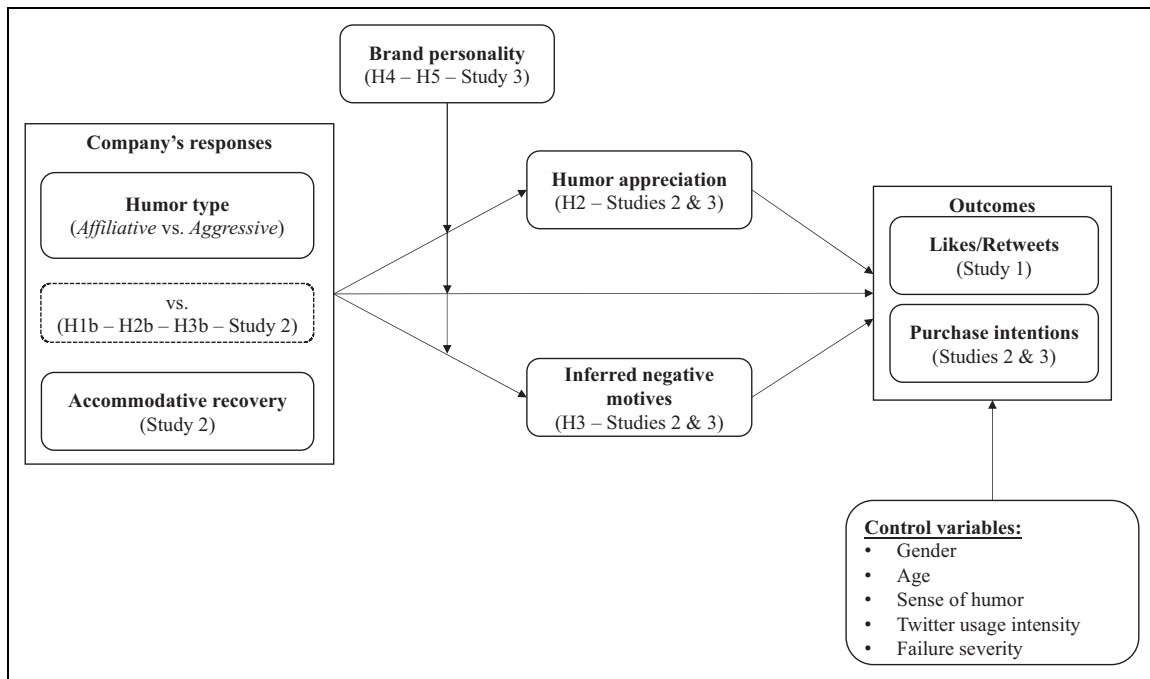 Brand personality
(H4 – H5 – Study 3)
Company's responses
Humor type
(Affiliative vs. Aggressive)
vs.
(H1b – H2b – H3b – Study 2)
Accommodative recovery
(Study 2)
Humor appreciation
(H2 – Studies 2 & 3)
Inferred negative
motives
(H3 – Studies 2 & 3)
Outcomes
Likes/Retweets
(Study 1)
Purchase intentions
(Studies 2 & 3)
Control variables:
• Gender
• Age
• Sense of humor
• Twitter usage intensity
• Failure severity